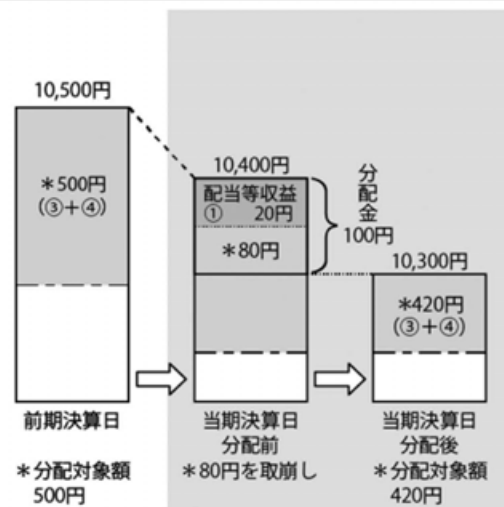 10,500円
*500円
(③+④)
前期決算日
*分配対象額
500円
10,400円
配当等収益
① 20円
*80円
分配金
100円
当期決算日
分配前
*80円を取崩し
10,300円
*420円
(③+④)
当期決算日
分配後
*分配対象額
420円